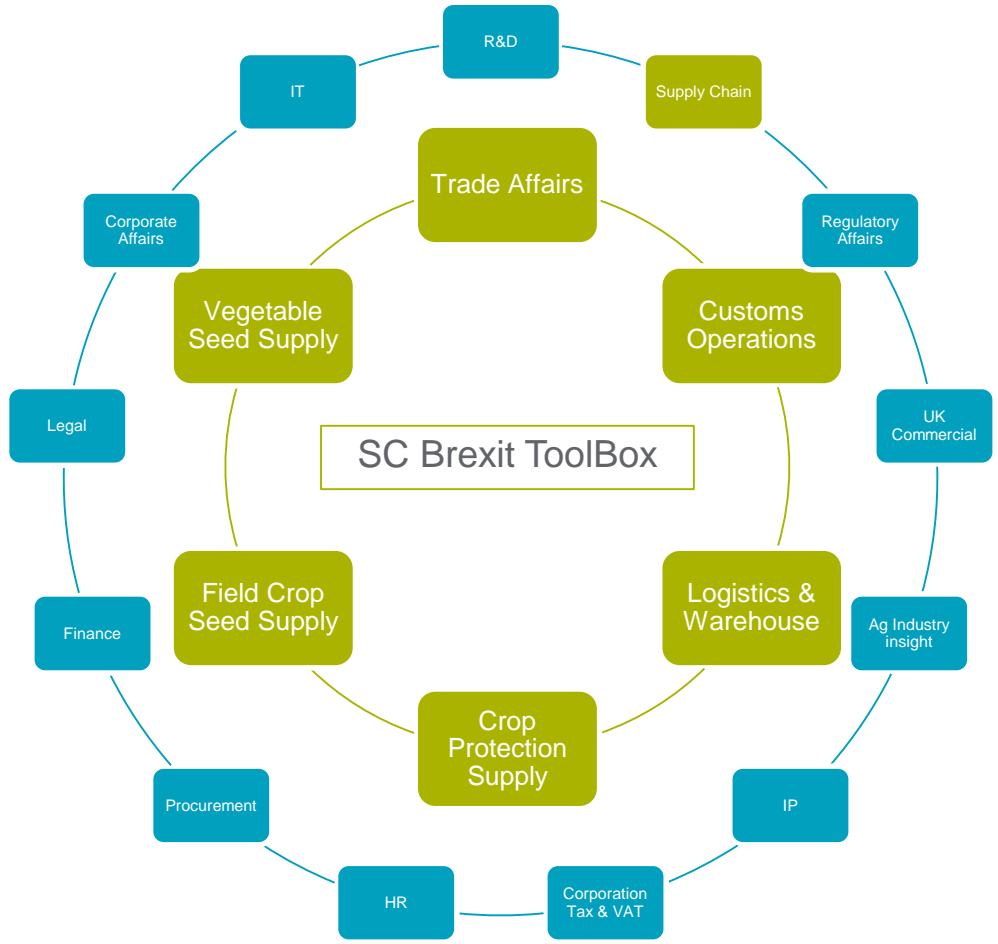 R&D
Supply Chain
IT
Trade Affairs
Corporate
Affairs
Regulatory
Affairs
Vegetable
Seed Supply
Customs
Operations
Legal
UK
Commercial
SC Brexit ToolBox
Field Crop
Seed Supply
Logistics &
Warehouse
Finance
Ag Industry
insight
Crop
Protection
Supply
Procurement
IP
HR
Corporation
Tax & VAT